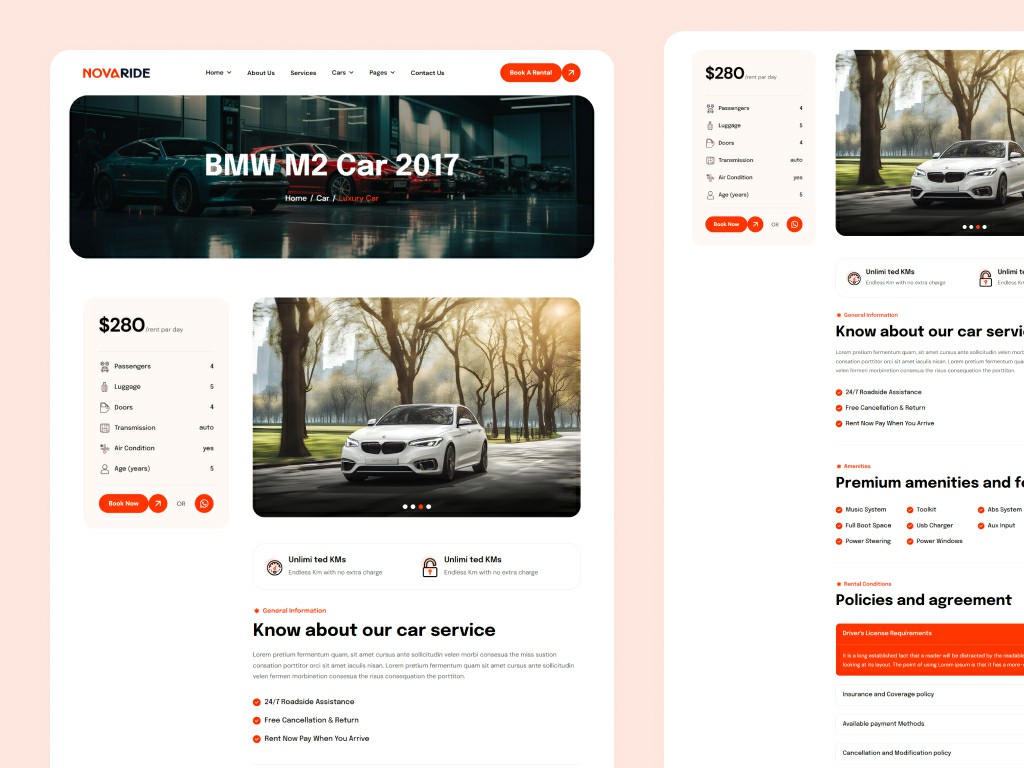 NOVARIDE
Home About Us Services Cars Pages Contact Us
Book A Rental
BMW M2 Car 2017
Home / Car / Luxury Car
$280 /rent par day
Passengers 4
Luggage 5
Doors 4
Transmission auto
Air Condition yes
Age (years) 5
Book Now OR
Unlimi ted KMs
Endless Km with no extra charge
Unlimi ted KMs
Endless Km with no extra charge
General Information
Know about our car service
Lorem pretium fermentum quam, sit amet cursus ante sollicitudin velen morbi consesua the miss sustion
consation porttitor orci sit amet iaculis nisan. Lorem pretium fermentum quam sit amet cursus ante sollicitudin
velen fermen morbinetion consesua the risus consequation the porttiton.
24/7 Roadside Assistance
Free Cancellation & Return
Rent Now Pay When You Arrive
$280 /rent par day
Passengers 4
Luggage 5
Doors 4
Transmission auto
Air Condition yes
Age (years) 5
Book Now OR
Unlimi ted KMs
Endless Km with no extra charge
Unlimi t
Endless Km
General Information
Know about our car servi
Lorem pretium fermentum quam, sit amet cursus ante sollicitudin velen mor
consation porttitor orci sit amet iaculis nisan. Lorem pretium fermentum qua
velen fermen morbinetion consesua the risus consequation the porttiton.
24/7 Roadside Assistance
Free Cancellation & Return
Rent Now Pay When You Arrive
Amenities
Premium amenities and fe
Music System Toolkit Abs System
Full Boot Space Usb Charger Aux Input
Power Steering Power Windows
Rental Conditions
Policies and agreement
Driver's License Requirements
It is a long established fact that a reader will be distracted by the readable
looking at its layout. The point of using Lorem Ipsum is that it has a more-
Insurance and Coverage policy
Available payment Methods
Cancellation and Modification policy